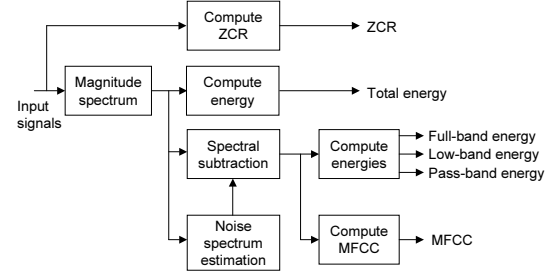 Compute
ZCR
ZCR
Input
signals
Magnitude
spectrum
Compute
energy
Total energy
Spectral
subtraction
Compute
energies
Full-band energy
Low-band energy
Pass-band energy
Noise
spectrum
estimation
Compute
MFCC
MFCC